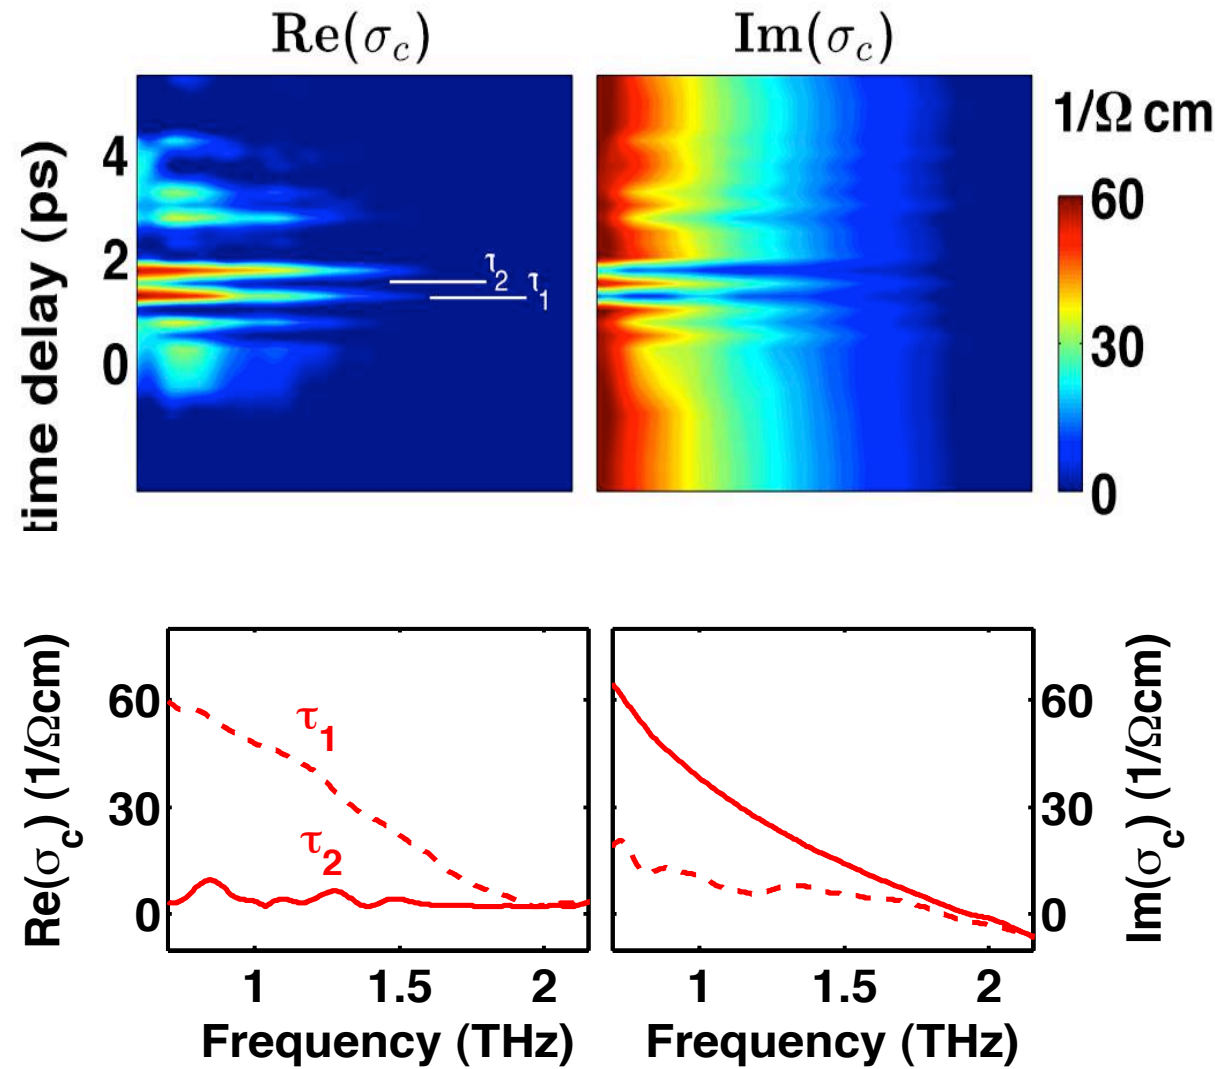 Re(σc)
Im(σc)
1/Ω cm
time delay (ps)
4
2
0
τ2
τ1
60
30
0
Re(σc) (1/Ωcm)
60
30
0
τ1
τ2
1
1.5
2
Frequency (THz)
1
1.5
2
Frequency (THz)
60
30
0
Im(σc) (1/Ωcm)